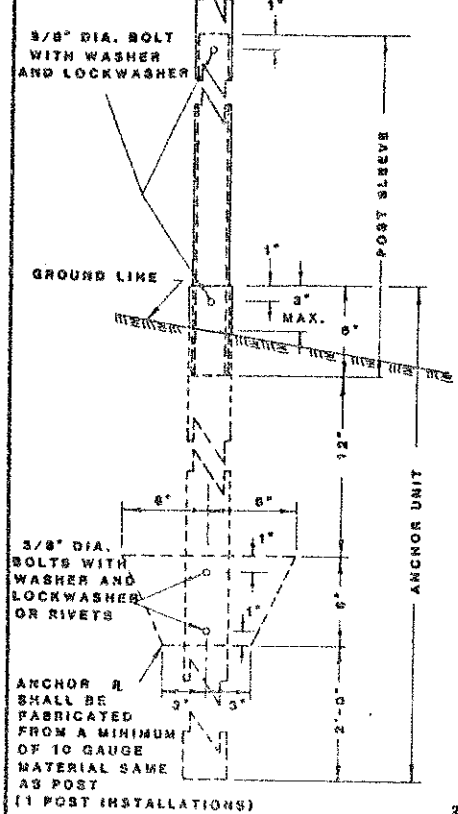 1"
3/8" DIA. BOLT
WITH WASHER
AND LOCKWASHER
POST SLEEVE
GROUND LINE
1"
3"
MAX.
6"
12"
ANCHOR UNIT
6" 6"
3/8" DIA.
BOLTS WITH
WASHER AND
LOCKWASHER
OR RIVETS
1"
1"
6"
3" 3"
2'-0"
ANCHOR ⅊
SHALL BE
FABRICATED
FROM A MINIMUM
OF 10 GAUGE
MATERIAL SAME
AS POST
(1 POST INSTALLATIONS)